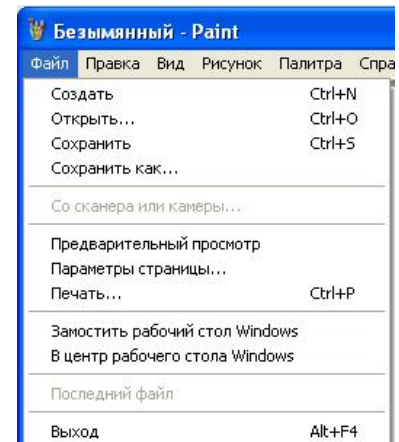 Безымянный - Paint
Файл Правка Вид Рисунок Палитра Спра
Создать Ctrl+N
Открыть... Ctrl+O
Сохранить Ctrl+S
Сохранить как...
Со сканера или камеры...
Предварительный просмотр
Параметры страницы...
Печать... Ctrl+P
Замостить рабочий стол Windows
В центр рабочего стола Windows
Последний файл
Выход Alt+F4